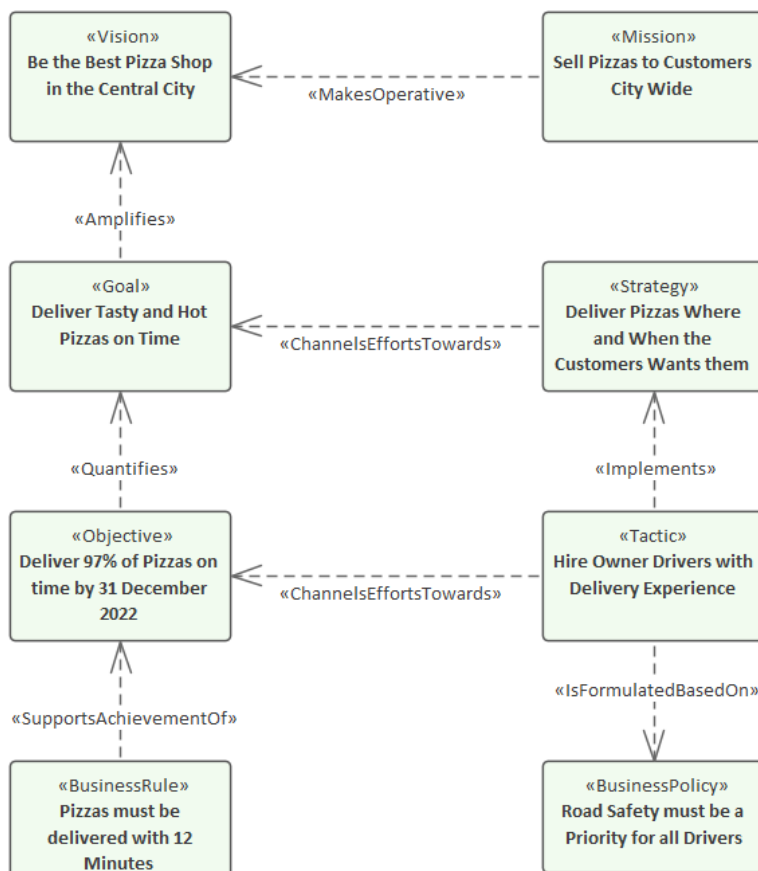 «Vision»
Be the Best Pizza Shop
in the Central City
«Mission»
Sell Pizzas to Customers
City Wide
«MakesOperative»
«Amplifies»
«Goal»
Deliver Tasty and Hot
Pizzas on Time
«Strategy»
Deliver Pizzas Where
and When the
Customers Wants them
«ChannelsEffortsTowards»
«Quantifies»
«Implements»
«Objective»
Deliver 97% of Pizzas on
time by 31 December
2022
«Tactic»
Hire Owner Drivers with
Delivery Experience
«ChannelsEffortsTowards»
«IsFormulatedBasedOn»
«SupportsAchievementOf»
«BusinessRule»
Pizzas must be
delivered with 12
Minutes
«BusinessPolicy»
Road Safety must be a
Priority for all Drivers